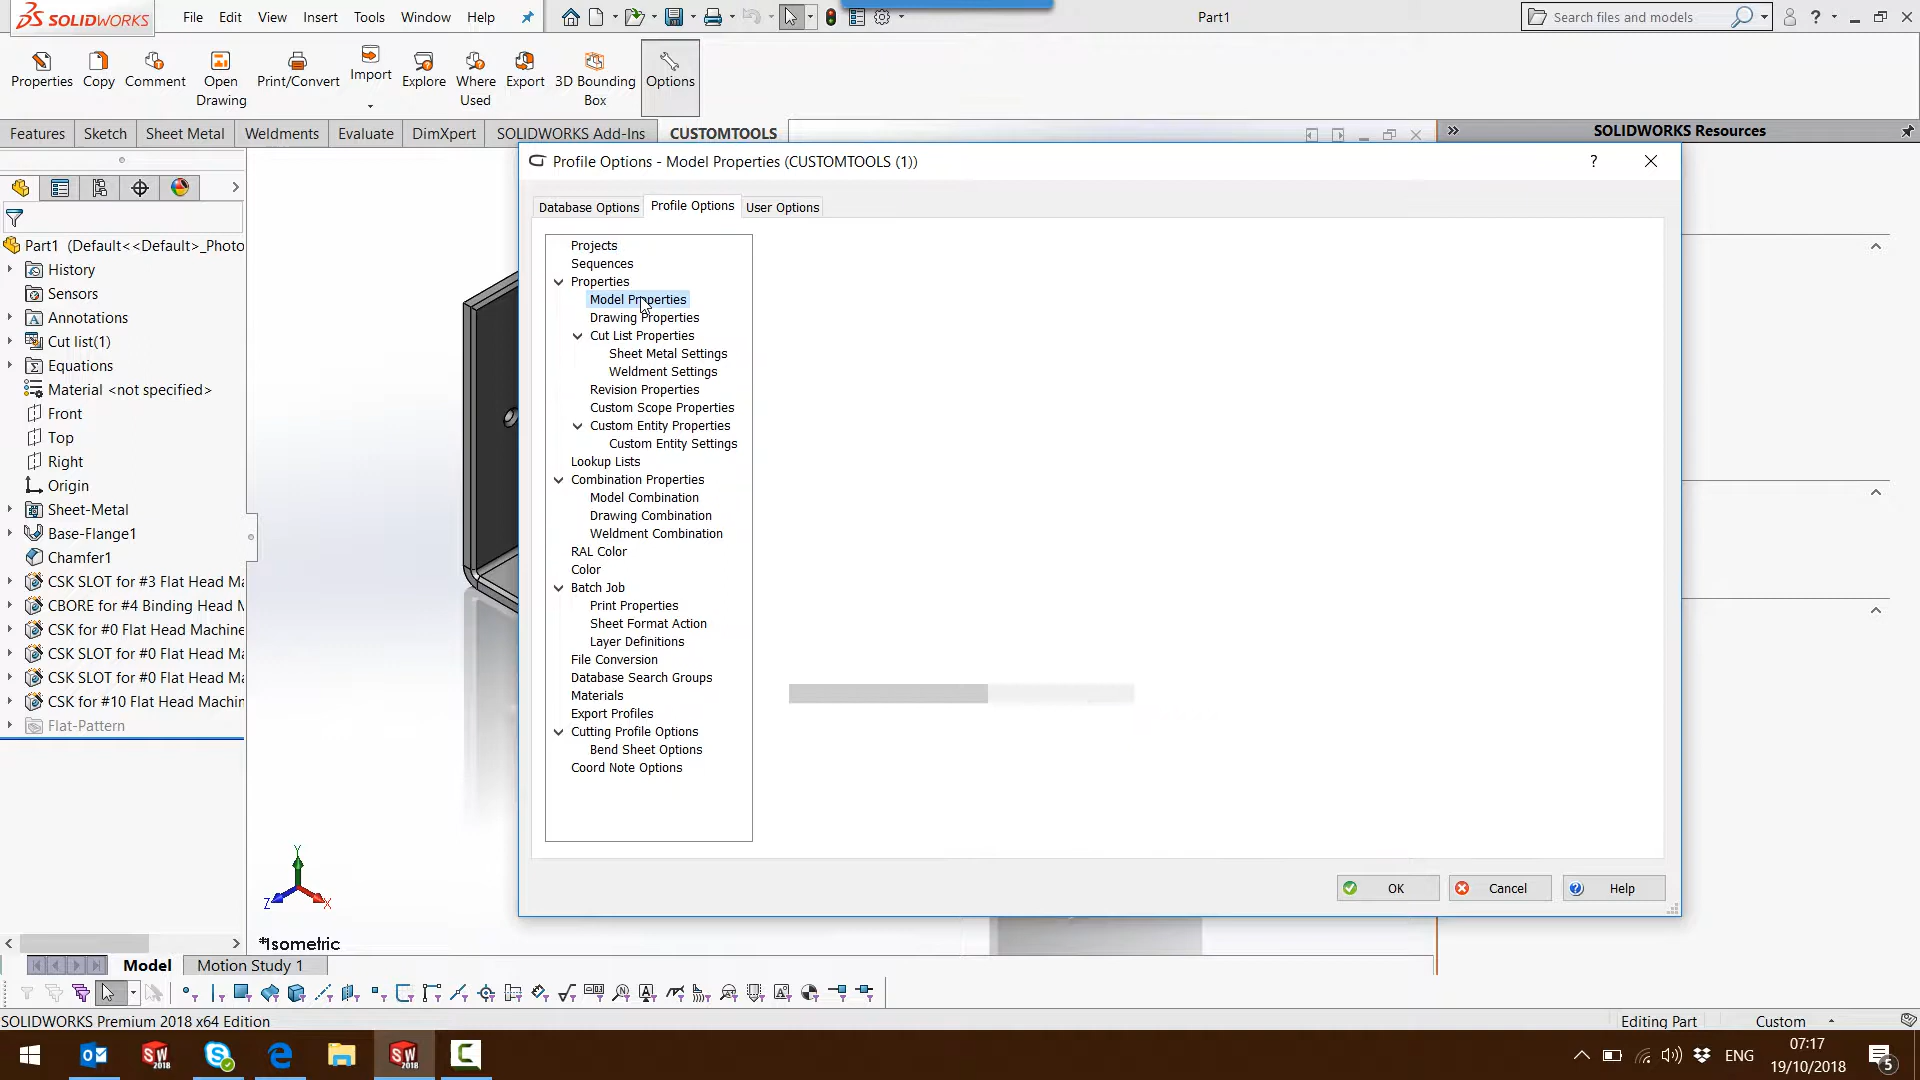 SOLIDWORKS File Edit View Insert Tools Window Help Part1 Search files and models
Properties Copy Comment Open Drawing Print/Convert Import Explore Where Used Export 3D Bounding Box Options
Features Sketch Sheet Metal Weldments Evaluate DimXpert SOLIDWORKS Add-Ins CUSTOMTOOLS SOLIDWORKS Resources
Profile Options - Model Properties (CUSTOMTOOLS (1))
Database Options Profile Options User Options
Part1 (Default<<Default>_Photo
History
Sensors
Annotations
Cut list(1)
Equations
Material <not specified>
Front
Top
Right
Origin
Sheet-Metal
Base-Flange1
Chamfer1
CSK SLOT for #3 Flat Head Ma
CBORE for #4 Binding Head M
CSK for #0 Flat Head Machine
CSK SLOT for #0 Flat Head Ma
CSK SLOT for #0 Flat Head Ma
CSK for #10 Flat Head Machin
Flat-Pattern
Projects
Sequences
Properties
Model Properties
Drawing Properties
Cut List Properties
Sheet Metal Settings
Weldment Settings
Revision Properties
Custom Scope Properties
Custom Entity Properties
Custom Entity Settings
Lookup Lists
Combination Properties
Model Combination
Drawing Combination
Weldment Combination
RAL Color
Color
Batch Job
Print Properties
Sheet Format Action
Layer Definitions
File Conversion
Database Search Groups
Materials
Export Profiles
Cutting Profile Options
Bend Sheet Options
Coord Note Options
OK Cancel Help
Y
Z X
*Isometric
Model Motion Study 1
SOLIDWORKS Premium 2018 x64 Edition Editing Part Custom
ENG 07:17
19/10/2018 5